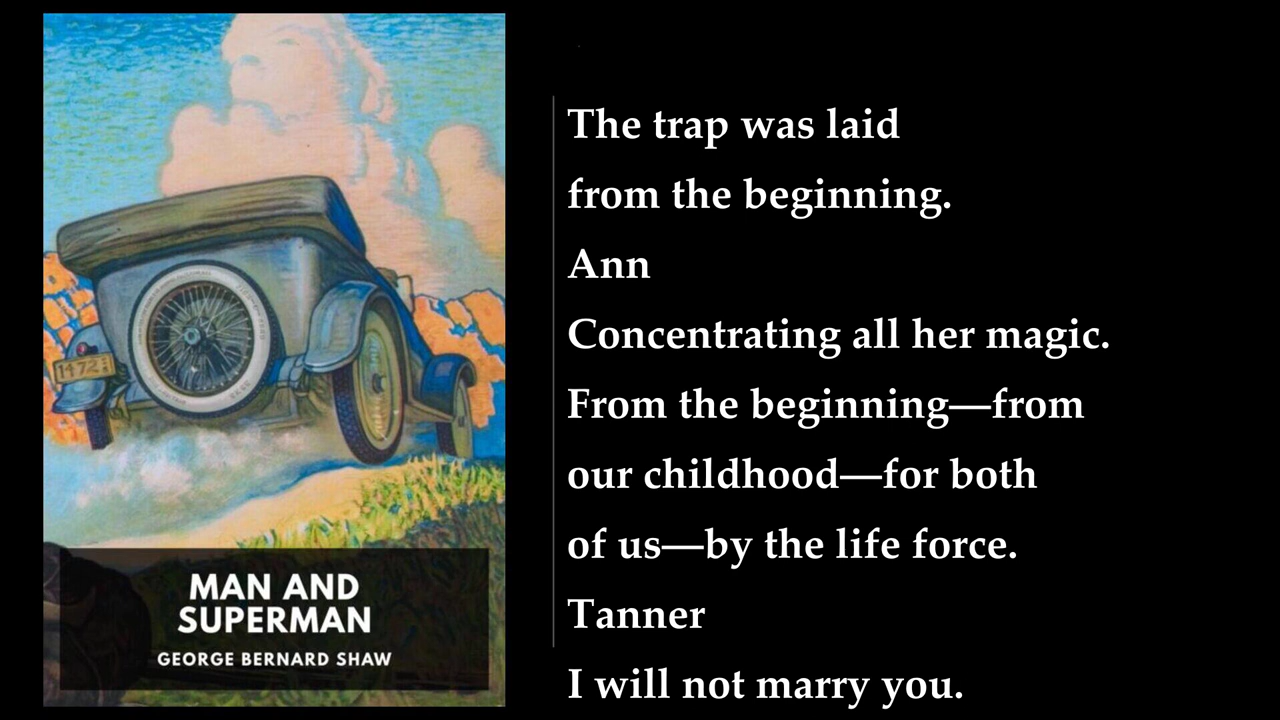 1472
MAN AND
SUPERMAN
GEORGE BERNARD SHAW
The trap was laid
from the beginning.
Ann
Concentrating all her magic.
From the beginning—from
our childhood—for both
of us—by the life force.
Tanner
I will not marry you.